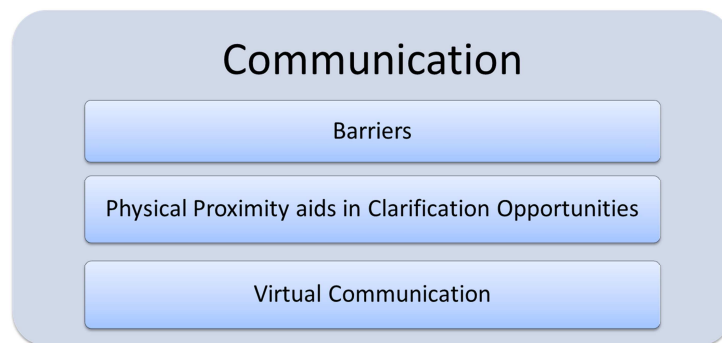 Communication
Barriers
Physical Proximity aids in Clarification Opportunities
Virtual Communication